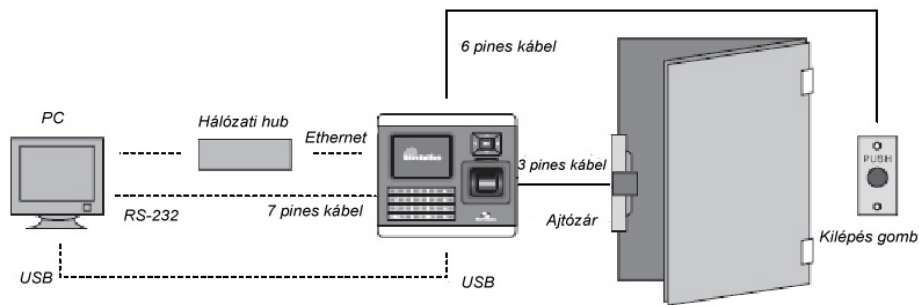 6 pines kábel
PC
Hálózati hub
Ethernet
3 pines kábel
PUSH
RS-232
7 pines kábel
Ajtózár
Kilépés gomb
USB
USB